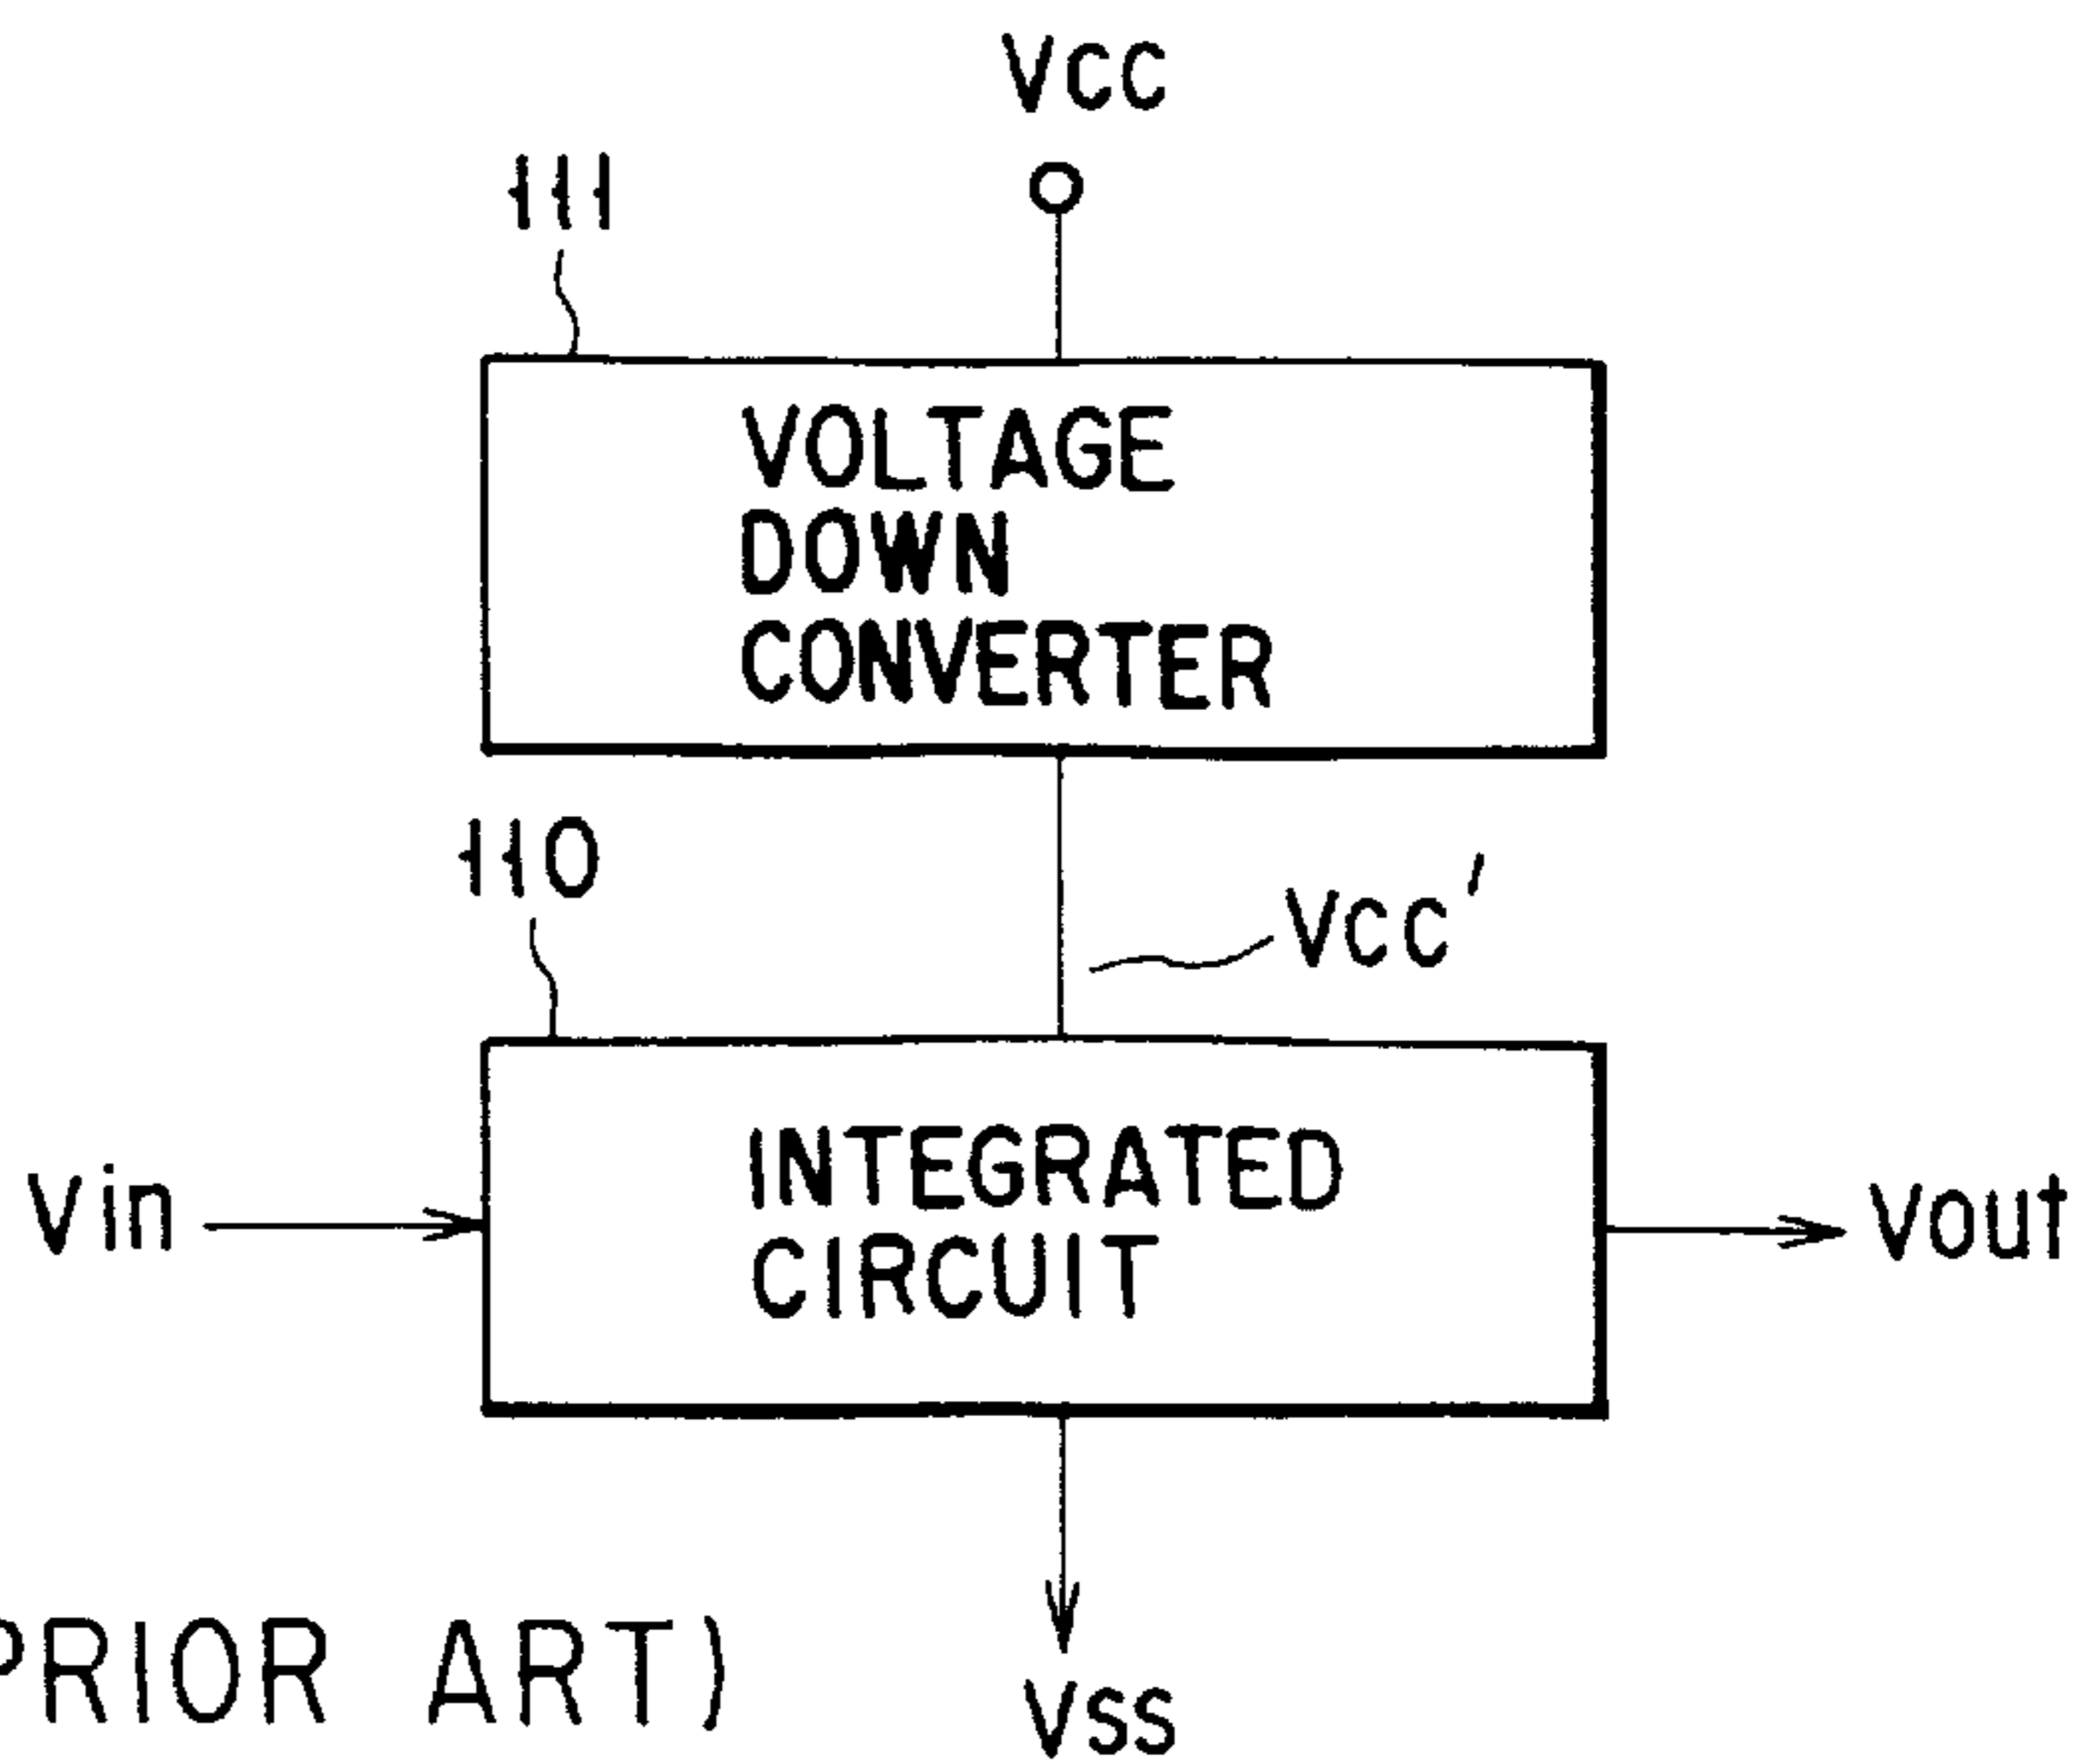 Vcc
111
VOLTAGE
DOWN
CONVERTER
110
Vcc'
INTEGRATED
CIRCUIT
Vin
Vout
PRIOR ART)
Vss